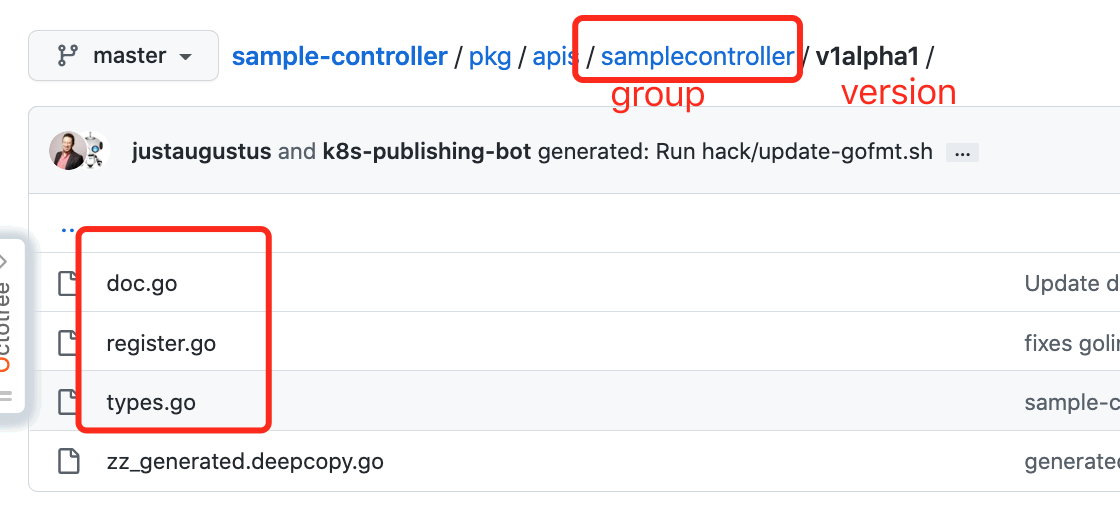 master sample-controller / pkg / apis / samplecontroller / v1alpha1 /
group version
justaugustus and k8s-publishing-bot generated: Run hack/update-gofmt.sh ...
..
doc.go Update d
register.go fixes golin
types.go sample-c
zz_generated.deepcopy.go generate
Octotree